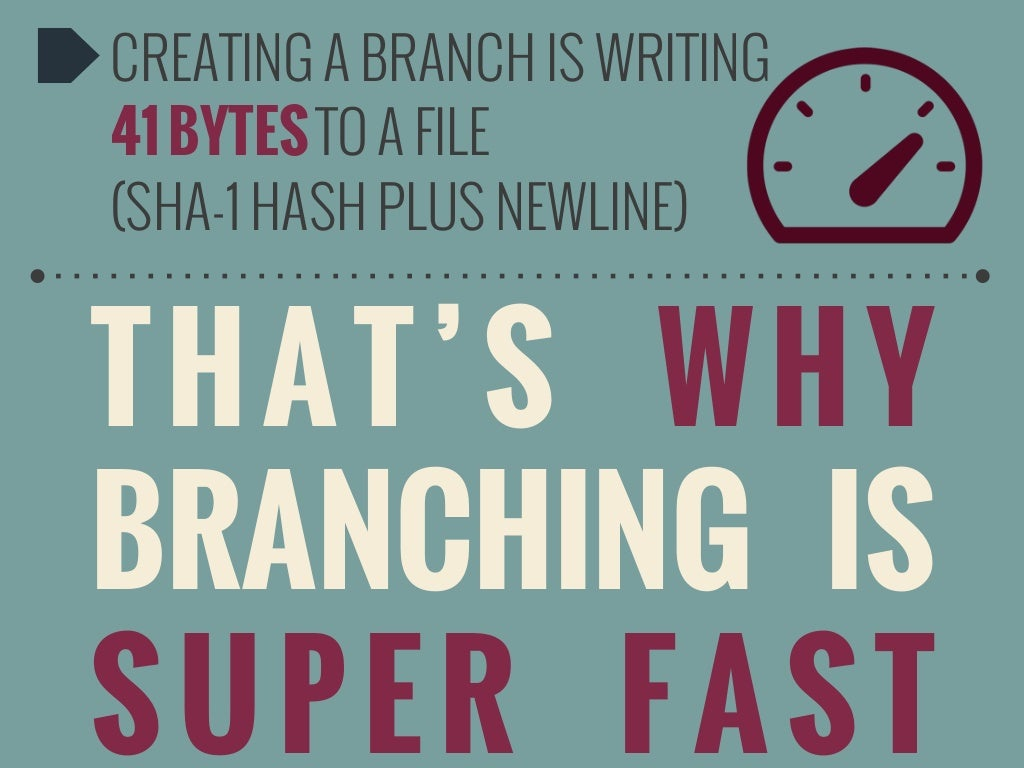 CREATING A BRANCH IS WRITING
41 BYTES TO A FILE
(SHA-1 HASH PLUS NEWLINE)
THAT'S WHY
BRANCHING IS
SUPER FAST